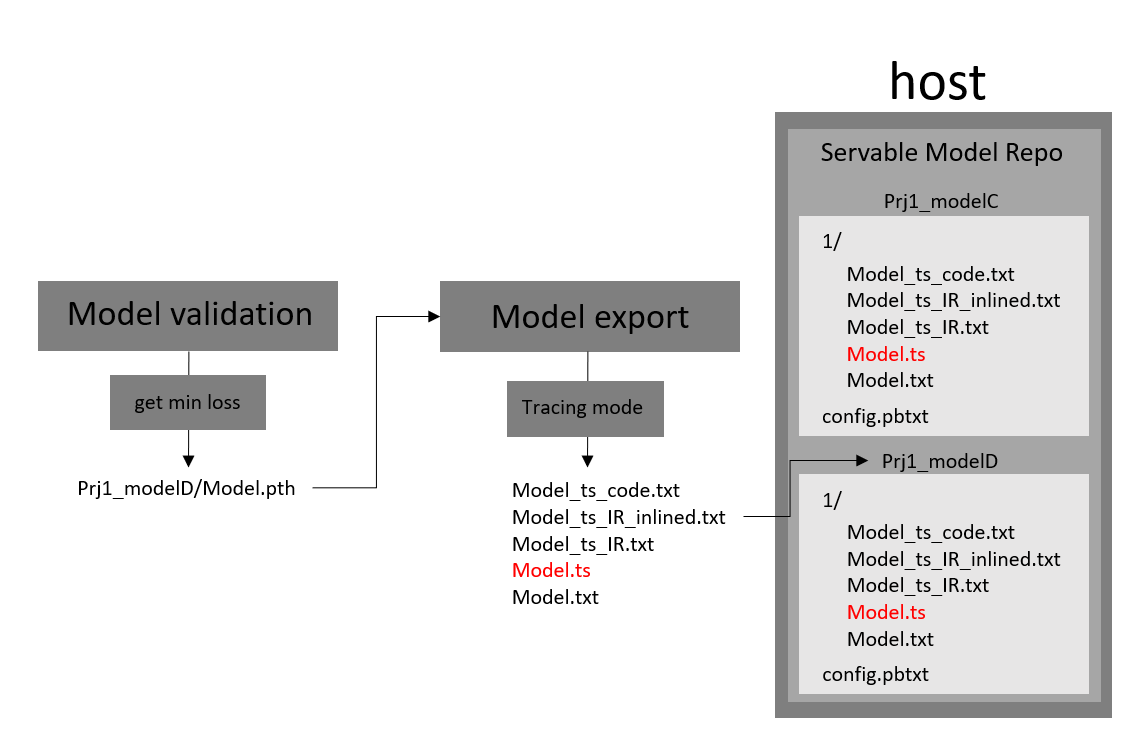 host
Servable Model Repo
Prj1_modelC
1/
Model_ts_code.txt
Model_ts_IR_inlined.txt
Model_ts_IR.txt
Model.ts
Model.txt
config.pbtxt
Model validation
get min loss
Prj1_modelD/Model.pth
Model export
Tracing mode
Model_ts_code.txt
Model_ts_IR_inlined.txt
Model_ts_IR.txt
Model.ts
Model.txt
Prj1_modelD
1/
Model_ts_code.txt
Model_ts_IR_inlined.txt
Model_ts_IR.txt
Model.ts
Model.txt
config.pbtxt